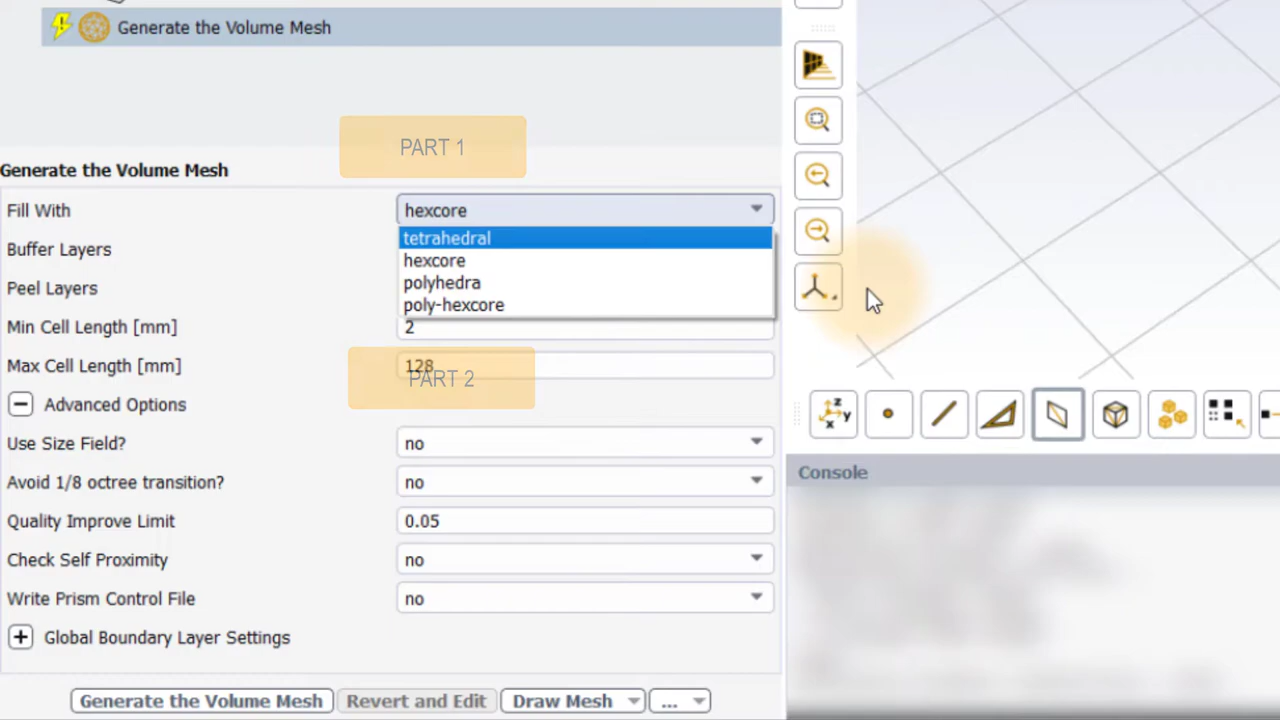 Generate the Volume Mesh
PART 1
Generate the Volume Mesh
Fill With
hexcore
tetrahedral
hexcore
polyhedra
poly-hexcore
Buffer Layers
Peel Layers
Min Cell Length [mm]
2
Max Cell Length [mm]
128
PART 2
Advanced Options
Use Size Field?
no
Avoid 1/8 octree transition?
no
Quality Improve Limit
0.05
Check Self Proximity
no
Write Prism Control File
no
Global Boundary Layer Settings
Generate the Volume Mesh
Revert and Edit
Draw Mesh
...
z
y
x
Console